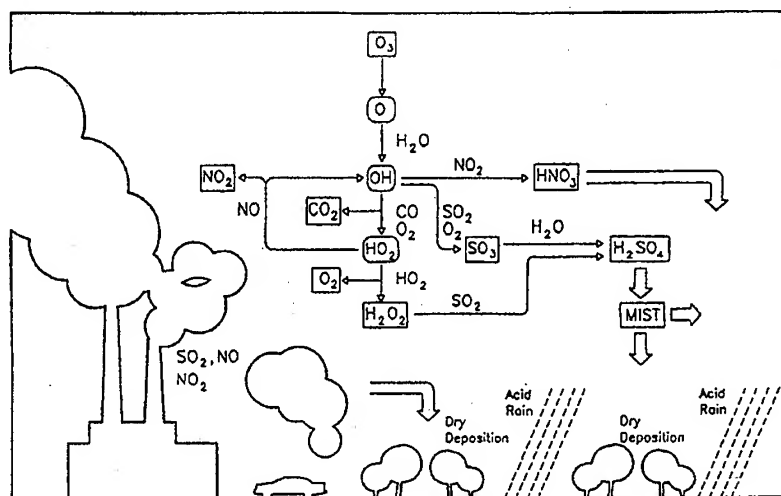 O₃
O
H₂O
NO₂
OH
NO₂
HNO₃
NO
CO₂
CO
O₂
SO₂
O₂
HO₂
SO₃
H₂O
H₂SO₄
O₂
HO₂
H₂O₂
SO₂
MIST
SO₂, NO
NO₂
Acid
Rain
Acid
Rain
Dry
Deposition
Dry
Deposition